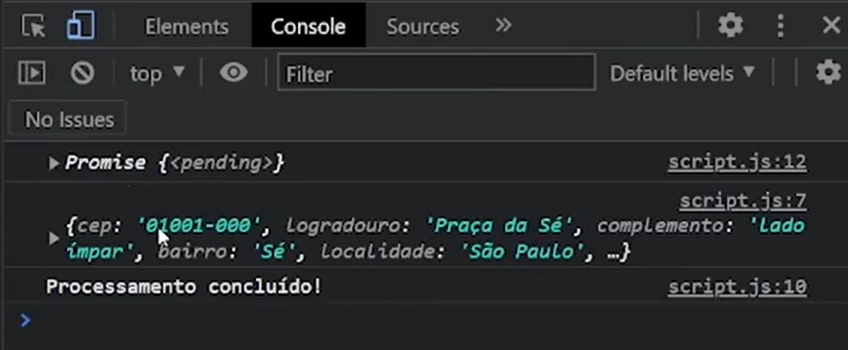 Elements Console Sources »
top ▼ Filter Default levels ▼
No Issues
▶ Promise {<pending>} script.js:12
script.js:7
▶ {cep: '01001-000', logradouro: 'Praça da Sé', complemento: 'lado
ímpar', bairro: 'Sé', localidade: 'São Paulo', …}
Processamento concluído! script.js:10
>